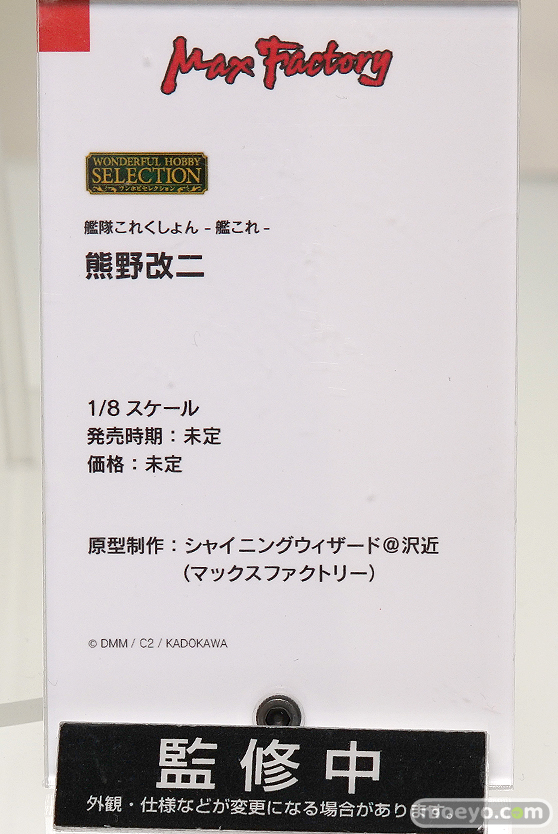 Max Factory
WONDERFUL HOBBY
SELECTION
ワンホビセレクション
艦隊これくしょん -艦これ-
熊野改二
1/8 スケール
発売時期：未定
価格：未定
原型制作：シャイニングウィザード＠沢近
（マックスファクトリー）
© DMM / C2 / KADOKAWA
監修中
外観・仕様などが変更になる場合があります。
moeyo.com